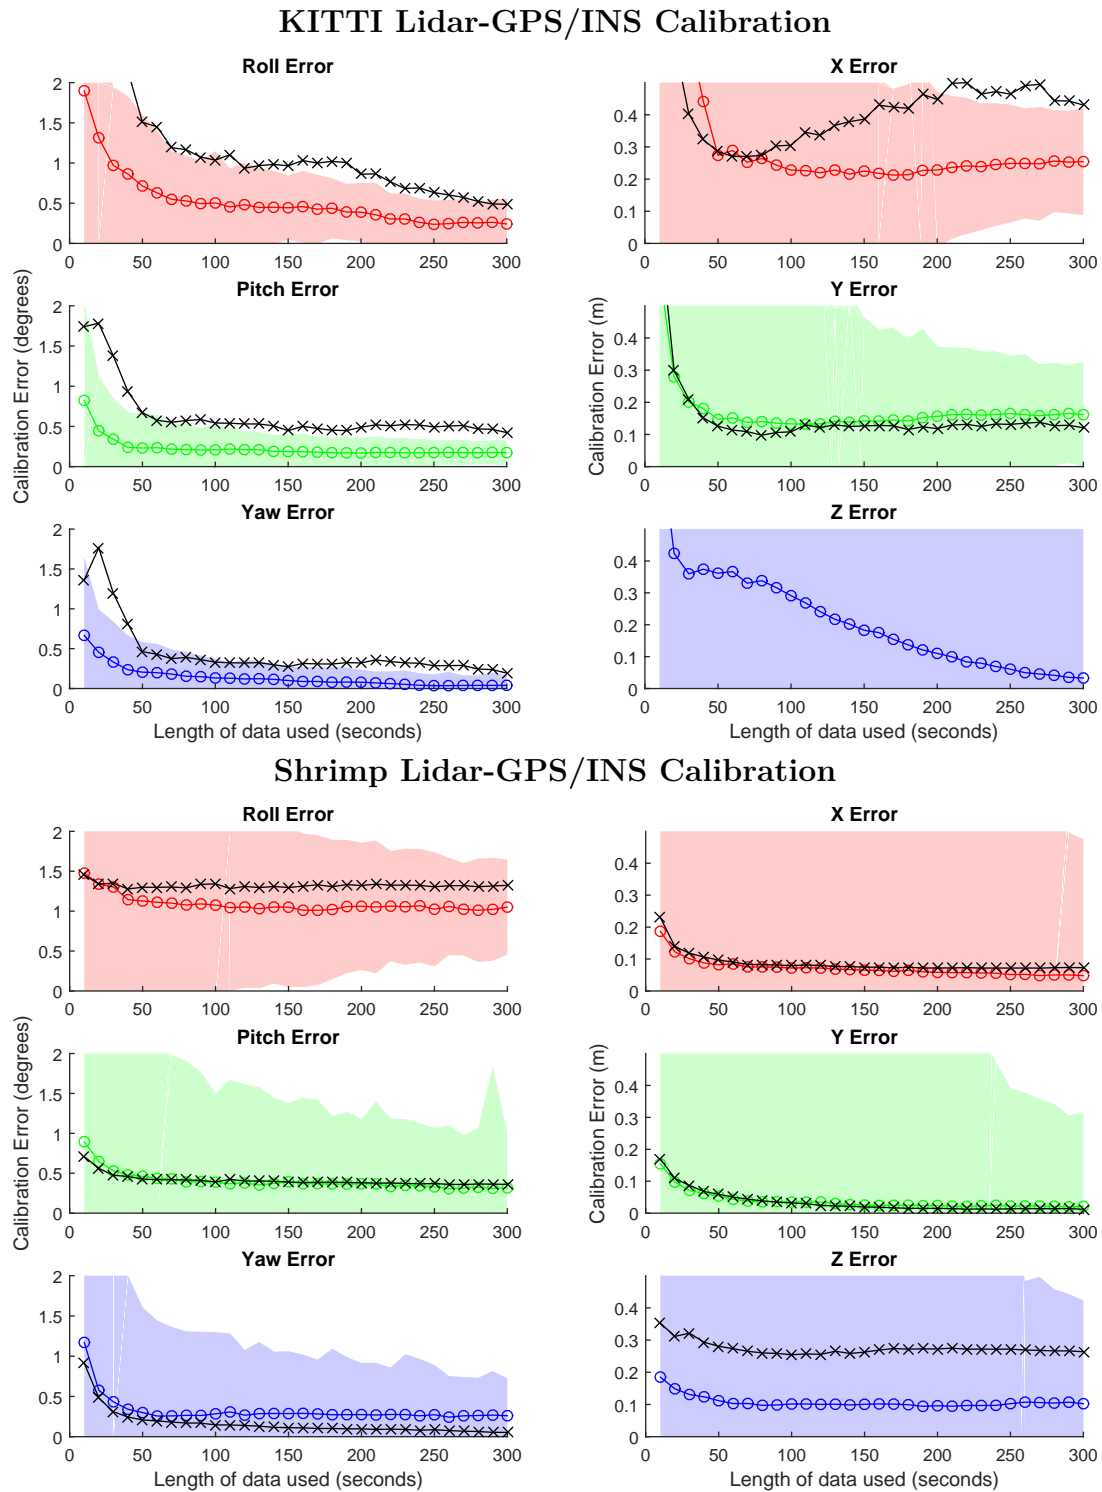 KITTI Lidar-GPS/INS Calibration
Roll Error
2
1.5
1
0.5
0
0 50 100 150 200 250 300
X Error
0.4
0.3
0.2
0.1
0
0 50 100 150 200 250 300
Calibration Error (degrees)
Pitch Error
2
1.5
1
0.5
0
0 50 100 150 200 250 300
Calibration Error (m)
Y Error
0.4
0.3
0.2
0.1
0
0 50 100 150 200 250 300
Yaw Error
2
1.5
1
0.5
0
0 50 100 150 200 250 300
Length of data used (seconds)
Z Error
0.4
0.3
0.2
0.1
0
0 50 100 150 200 250 300
Length of data used (seconds)
Shrimp Lidar-GPS/INS Calibration
Roll Error
2
1.5
1
0.5
0
0 50 100 150 200 250 300
X Error
0.4
0.3
0.2
0.1
0
0 50 100 150 200 250 300
Calibration Error (degrees)
Pitch Error
2
1.5
1
0.5
0
0 50 100 150 200 250 300
Calibration Error (m)
Y Error
0.4
0.3
0.2
0.1
0
0 50 100 150 200 250 300
Yaw Error
2
1.5
1
0.5
0
0 50 100 150 200 250 300
Length of data used (seconds)
Z Error
0.4
0.3
0.2
0.1
0
0 50 100 150 200 250 300
Length of data used (seconds)